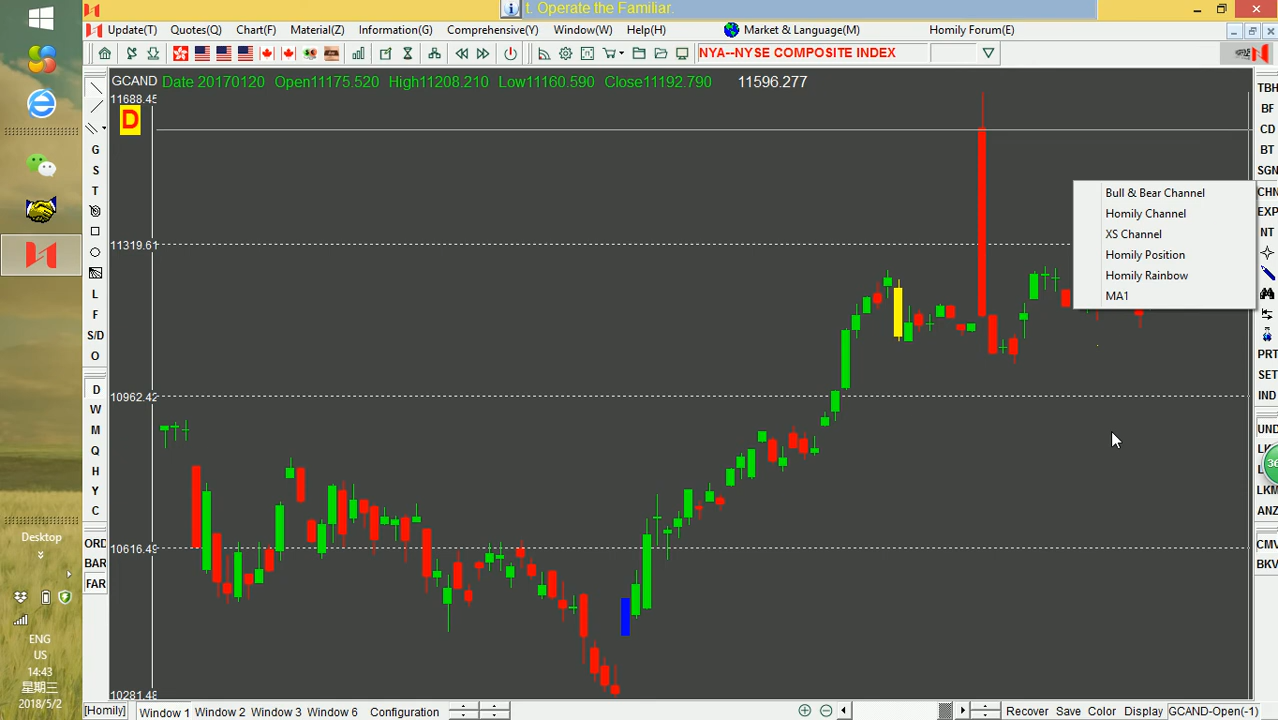 t. Operate the Familiar.
Update(T) Quotes(Q) Chart(F) Material(Z) Information(G) Comprehensive(Y) Window(W) Help(H) Market & Language(M) Homily Forum(E)
NYA--NYSE COMPOSITE INDEX
GCAND Date 20170120 Open11175.520 High11208.210 Low11160.590 Close11192.790 11596.277
11688.45
D
11319.61
10962.42
10616.49
10281.48
G
S
T
L
F
S/D
O
D
W
M
Q
H
Y
C
ORD
BAR
FAR
TBH
BF
CD
BT
SGN
CHN
EXP
NT
PRT
SET
IND
UND
LK
L
LKM
ANZ
CMV
BKV
36
Bull & Bear Channel
Homily Channel
XS Channel
Homily Position
Homily Rainbow
MA1
Desktop
ENG
US
14:43
星期三
2018/5/2
[Homily] Window 1 Window 2 Window 3 Window 6 Configuration Recover Save Color Display GCAND-Open(-1)